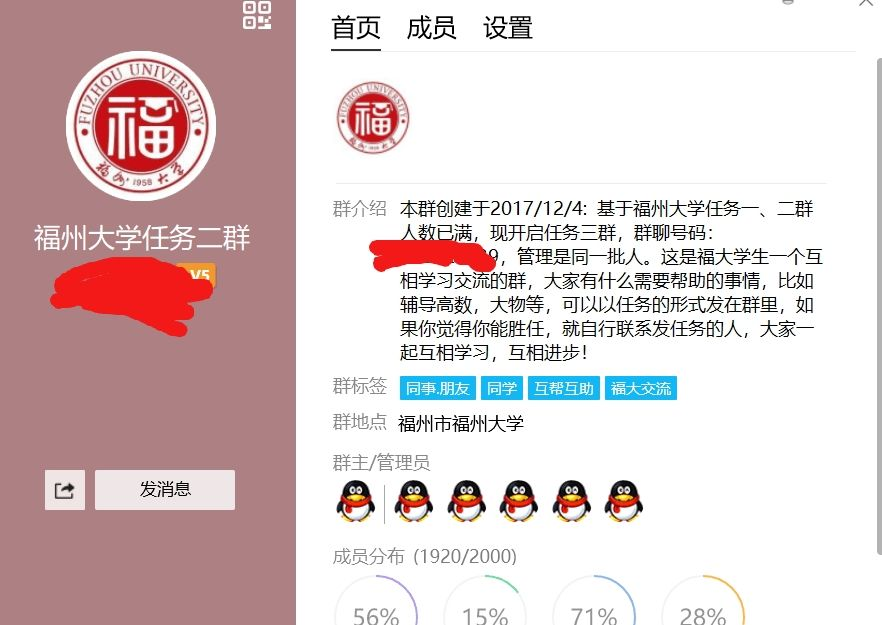 首页 成员 设置
FUZHOU UNIVERSITY
福
福州大学
1958
福州大学任务二群
V5
发消息
FUZHOU UNIVERSITY
福
群介绍 本群创建于2017/12/4: 基于福州大学任务一、二群
人数已满，现开启任务三群，群聊号码：
9，管理是同一批人。这是福大学生一个互
相学习交流的群，大家有什么需要帮助的事情，比如
辅导高数，大物等，可以以任务的形式发在群里，如
果你觉得你能胜任，就自行联系发任务的人，大家一
起互相学习，互相进步！
群标签 同事.朋友 同学 互帮互助 福大交流
群地点 福州市福州大学
群主/管理员
成员分布 (1920/2000)
56% 15% 71% 28%